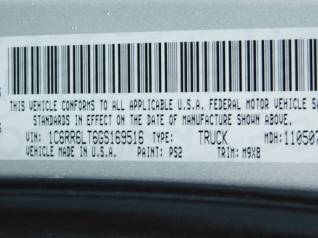 THIS VEHICLE CONFORMS TO ALL APPLICABLE U.S.A. FEDERAL MOTOR VEHICLE SA
STANDARDS IN EFFECT ON THE DATE OF MANUFACTURE SHOWN ABOVE
VIN: 1C6RR6LT6GS169516 TYPE: TRUCK MDH: 110507
MADE IN U.S.A. PAINT: PS2 TRIM: M9X8